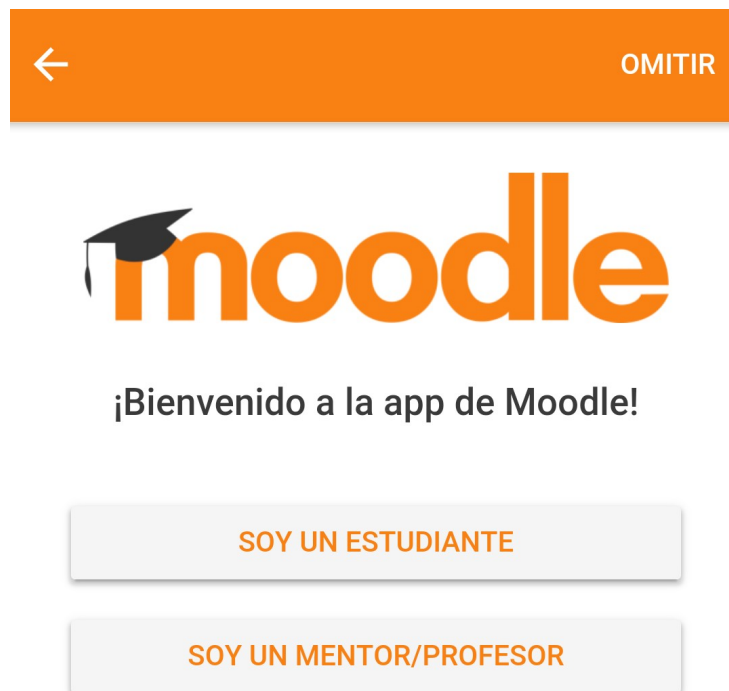 OMITIR
moodle
¡Bienvenido a la app de Moodle!
SOY UN ESTUDIANTE
SOY UN MENTOR/PROFESOR